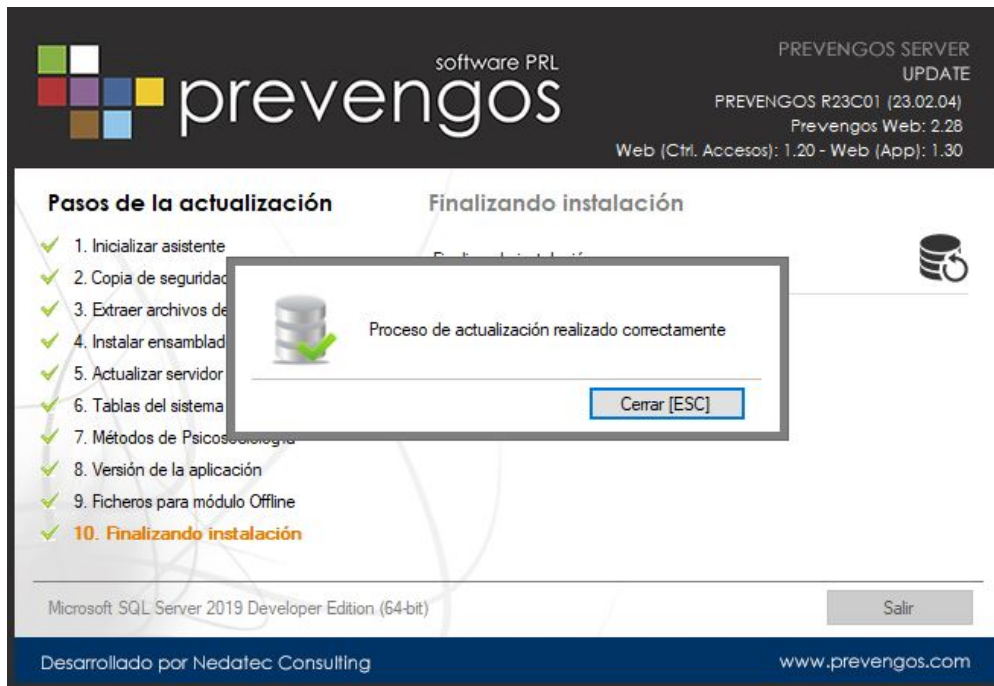 software PRL
prevengos
PREVENGOS SERVER
UPDATE
PREVENGOS R23C01 (23.02.04)
Prevengos Web: 2.28
Web (Ctrl. Accesos): 1.20 - Web (App): 1.30
Pasos de la actualización
1. Inicializar asistente
2. Copia de seguridad
3. Extraer archivos de
4. Instalar ensamblad
5. Actualizar servidor
6. Tablas del sistema
7. Métodos de Psicosociología
8. Versión de la aplicación
9. Ficheros para módulo Offline
10. Finalizando instalación
Finalizando instalación
Proceso de actualización realizado correctamente
Cerrar [ESC]
Microsoft SQL Server 2019 Developer Edition (64-bit)
Salir
Desarrollado por Nedatec Consulting
www.prevengos.com